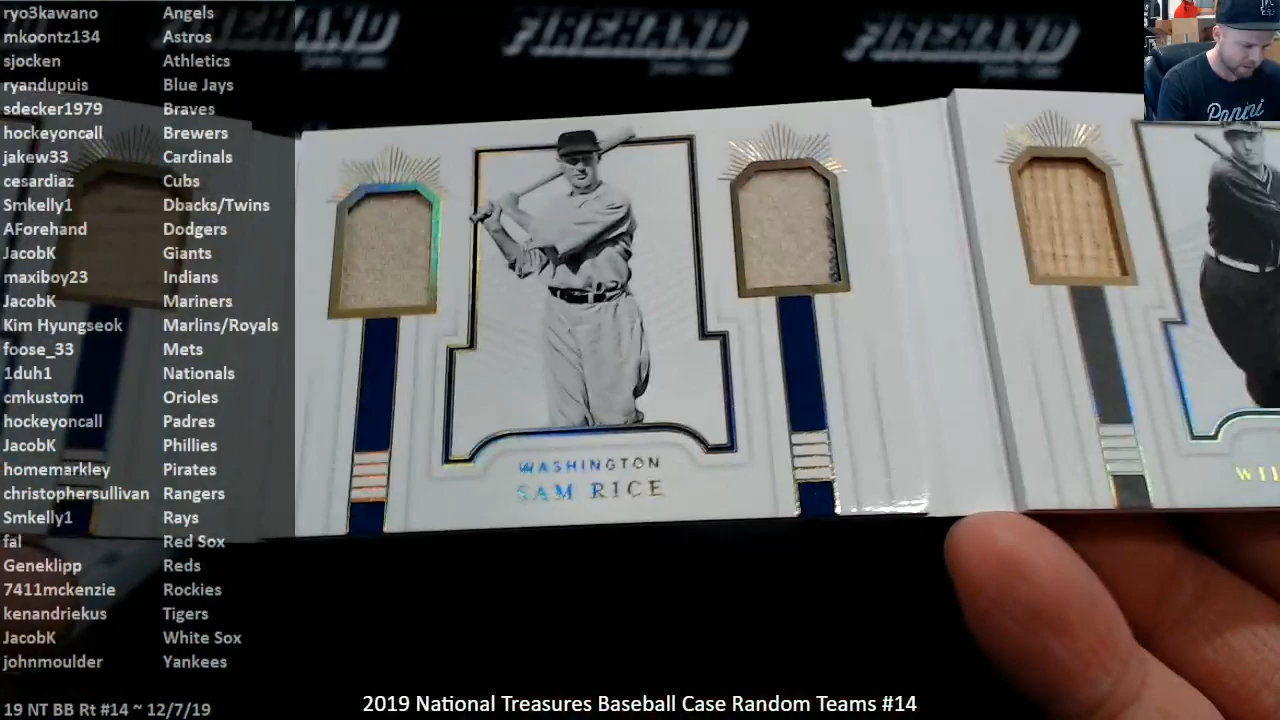 ryo3kawano Angels
mkoontz134 Astros
sjocken Athletics
ryandupuis Blue Jays
sdecker1979 Braves
hockeyoncall Brewers
jakew33 Cardinals
cesardiaz Cubs
Smkelly1 Dbacks/Twins
AForehand Dodgers
JacobK Giants
maxiboy23 Indians
JacobK Mariners
Kim Hyungseok Marlins/Royals
foose_33 Mets
1duh1 Nationals
cmkustom Orioles
hockeyoncall Padres
JacobK Phillies
homemarkley Pirates
christophersullivan Rangers
Smkelly1 Rays
fal Red Sox
Geneklipp Reds
7411mckenzie Rockies
kenandriekus Tigers
JacobK White Sox
johnmoulder Yankees
19 NT BB Rt #14 ~ 12/7/19
FIREHAND
FIREHAND
Panini
WASHINGTON
SAM RICE
2019 National Treasures Baseball Case Random Teams #14